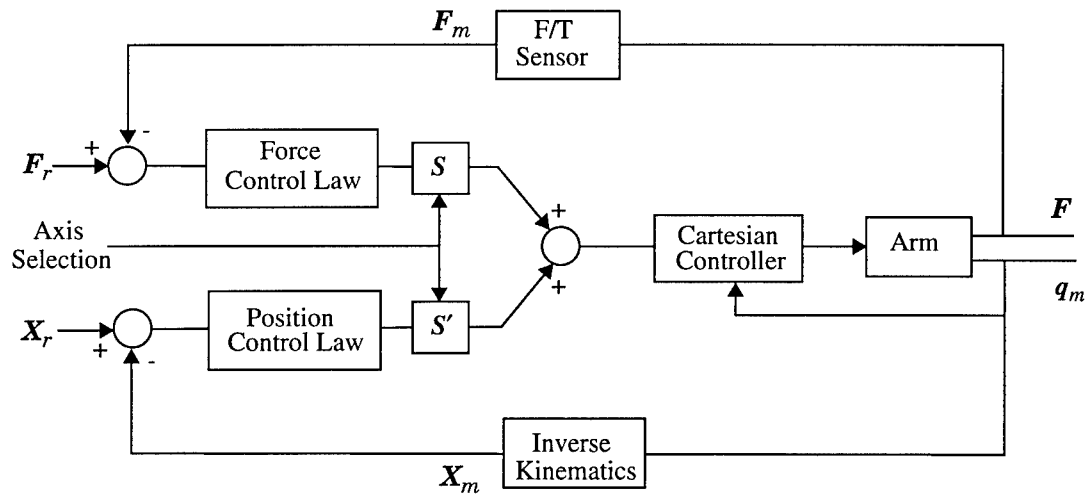 F_m
F/T
Sensor
+
-
F_r
Force
Control Law
S
+
F
Axis
Selection
Cartesian
Controller
Arm
+
q_m
X_r
+
-
Position
Control Law
S′
Inverse
Kinematics
X_m